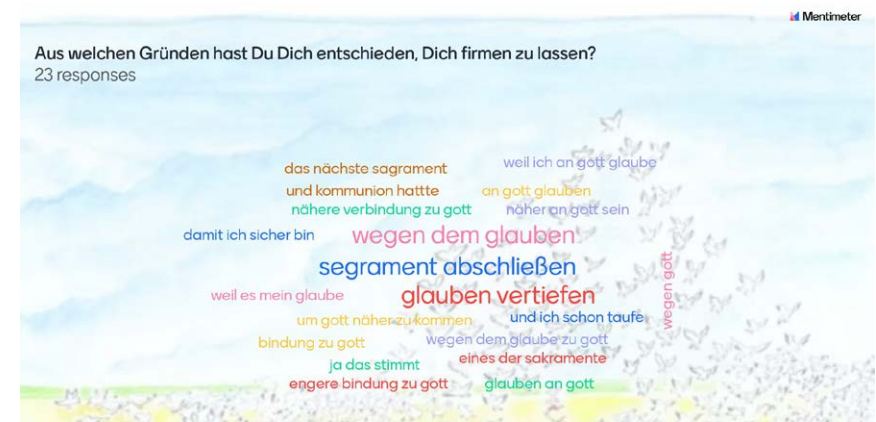 Mentimeter
Aus welchen Gründen hast Du Dich entschieden, Dich firmen zu lassen?
23 responses
weil ich an gott glaube
das nächste sagrament
und kommunion hattte
an gott glauben
nähere verbindung zu gott
näher an gott sein
damit ich sicher bin
wegen dem glauben
segrament abschließen
wegen gott
weil es mein glaube
glauben vertiefen
um gott näher zu kommen
und ich schon taufe
bindung zu gott
wegen dem glaube zu gott
ja das stimmt
eines der sakramente
engere bindung zu gott
glauben an gott